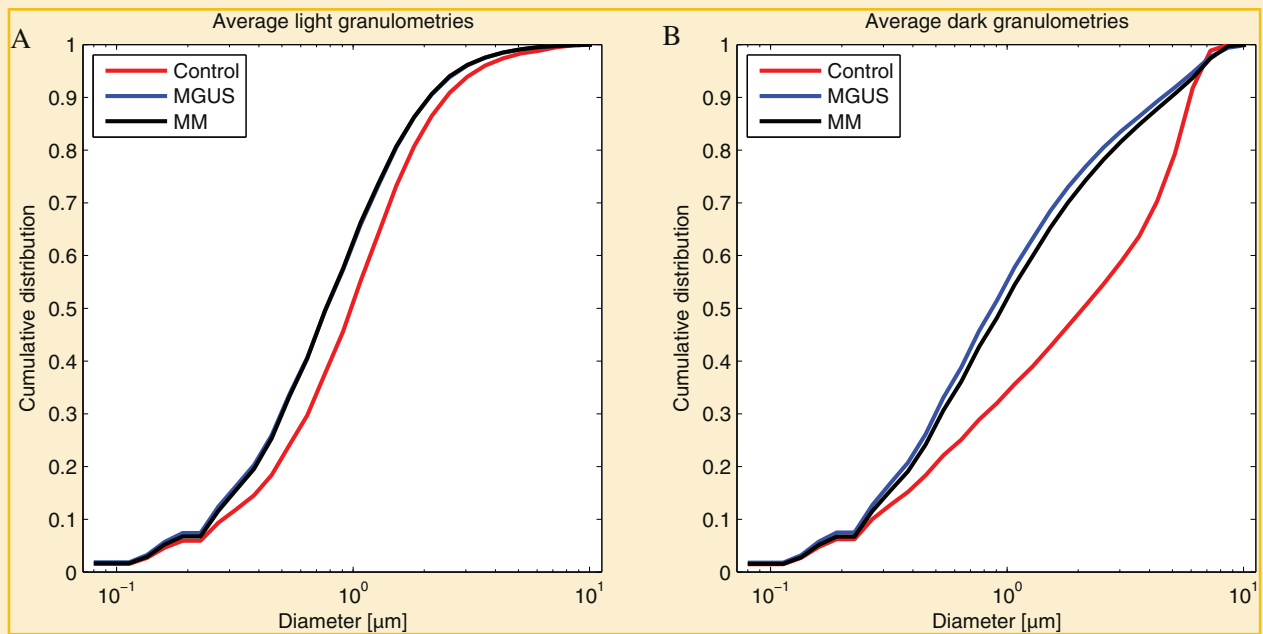 A
Average light granulometries
Control
MGUS
MM
Cumulative distribution
1
0.9
0.8
0.7
0.6
0.5
0.4
0.3
0.2
0.1
0
10⁻¹
10⁰
10¹
Diameter [µm]
B
Average dark granulometries
Control
MGUS
MM
Cumulative distribution
1
0.9
0.8
0.7
0.6
0.5
0.4
0.3
0.2
0.1
0
10⁻¹
10⁰
10¹
Diameter [µm]